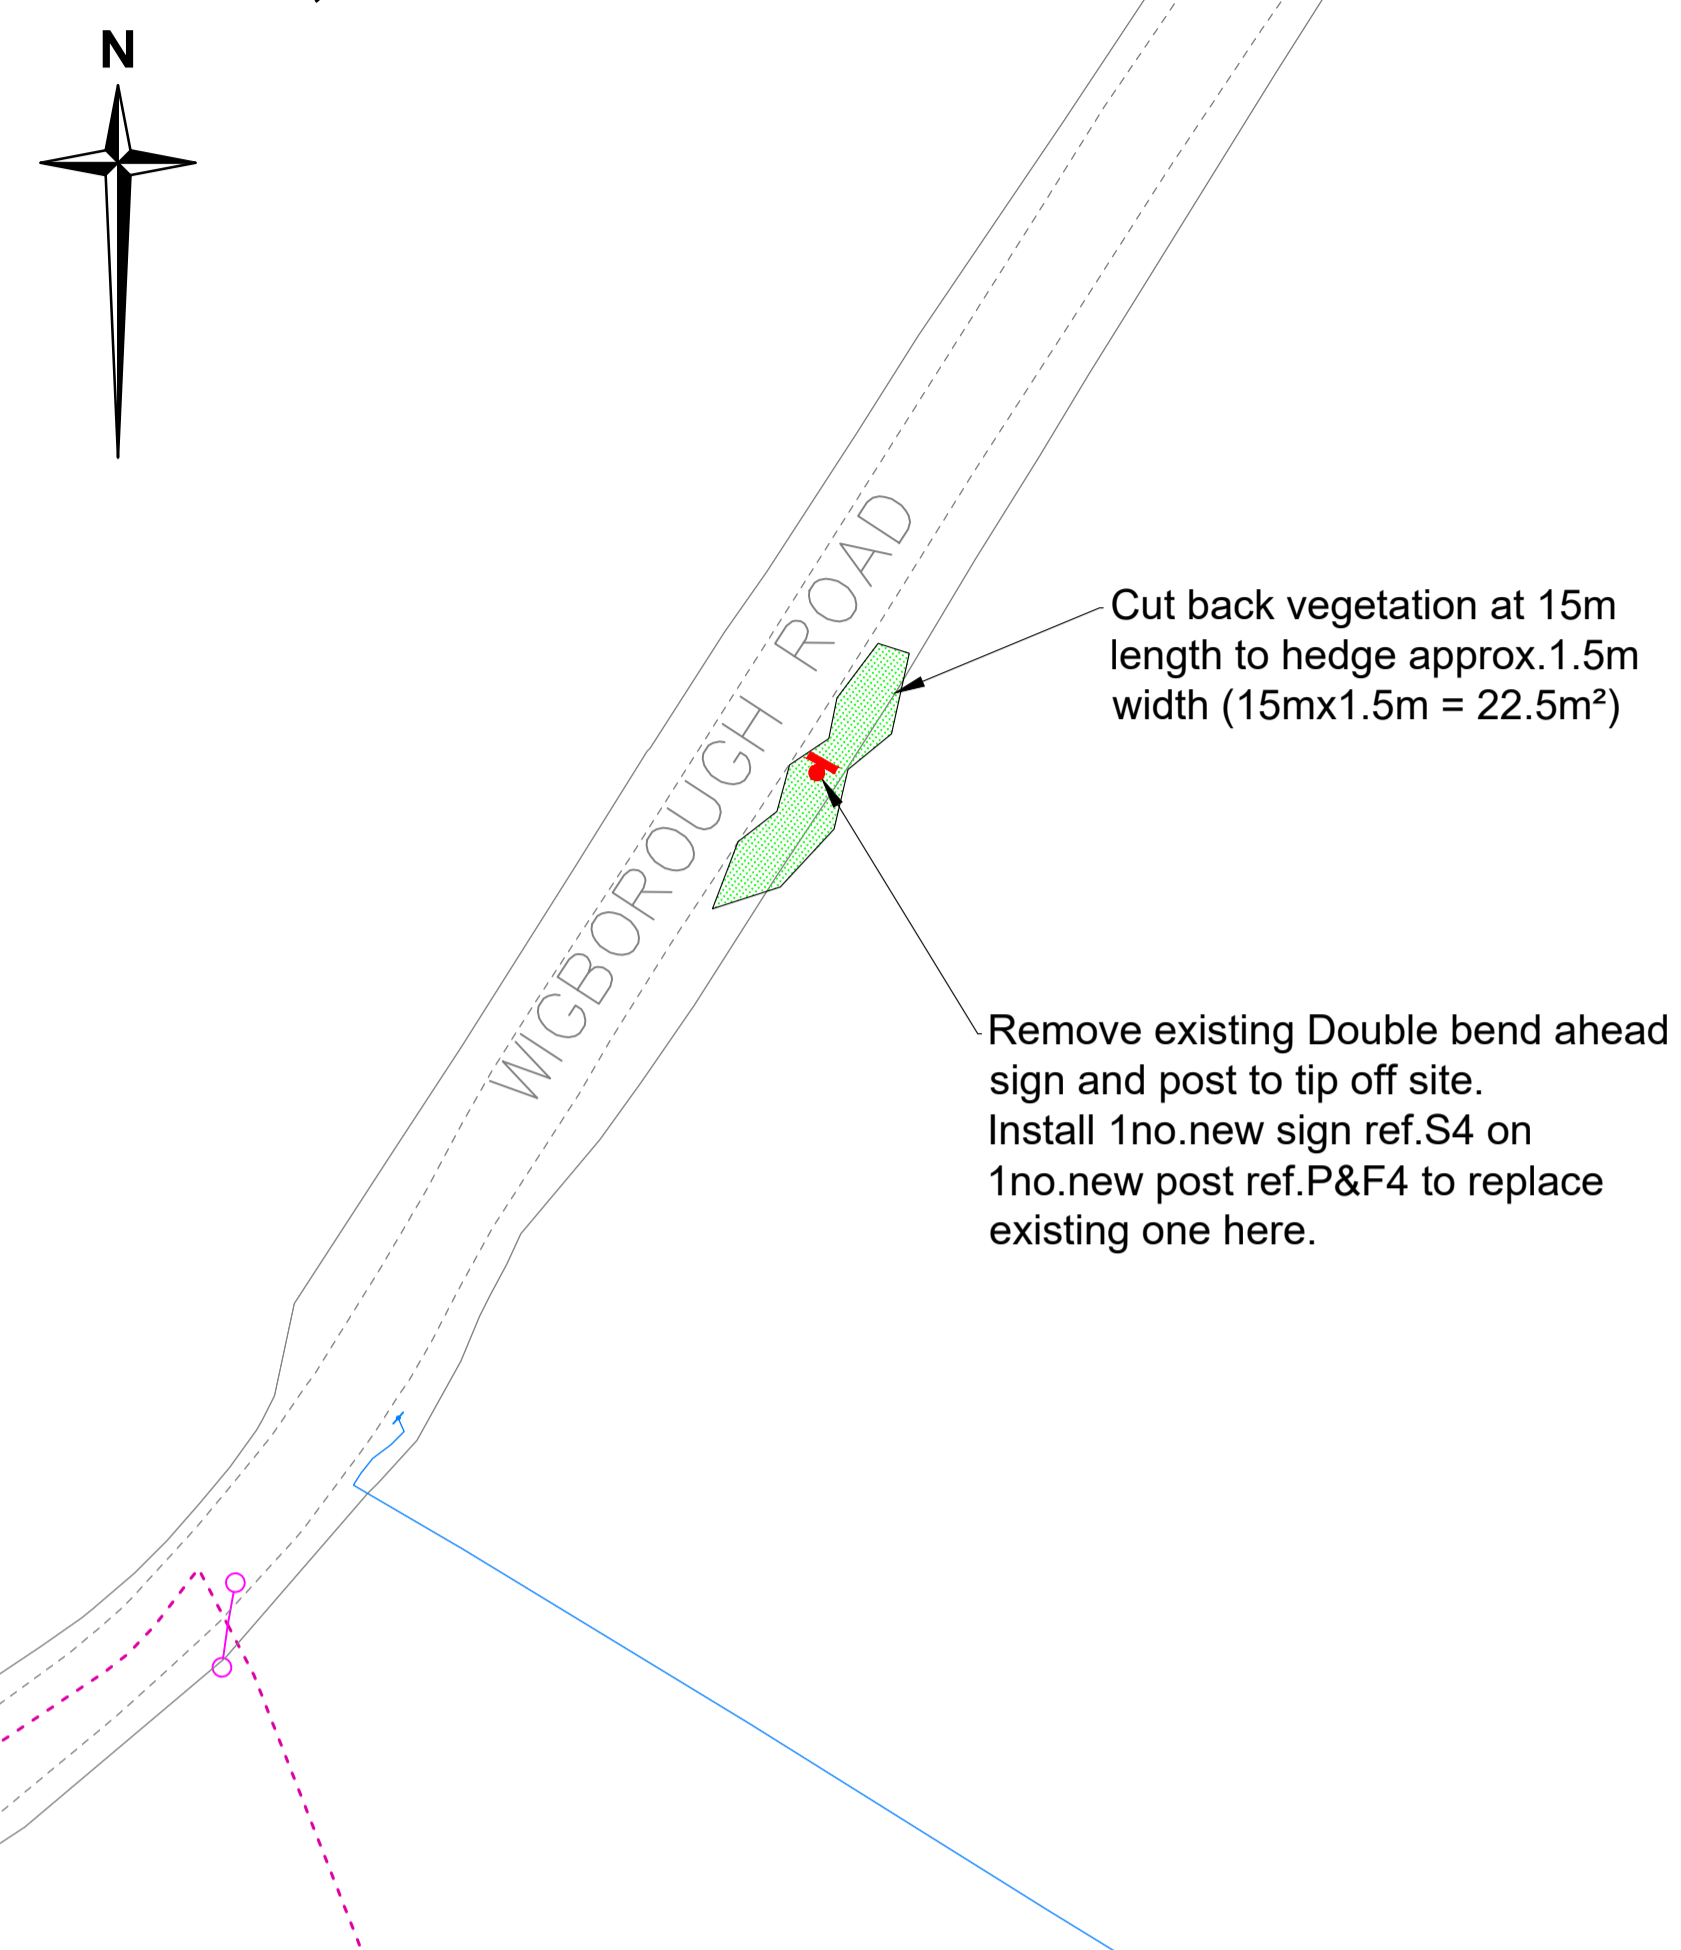 N
WIGBOROUGH ROAD
Cut back vegetation at 15m
length to hedge approx.1.5m
width (15mx1.5m = 22.5m²)
Remove existing Double bend ahead
sign and post to tip off site.
Install 1no.new sign ref.S4 on
1no.new post ref.P&F4 to replace
existing one here.